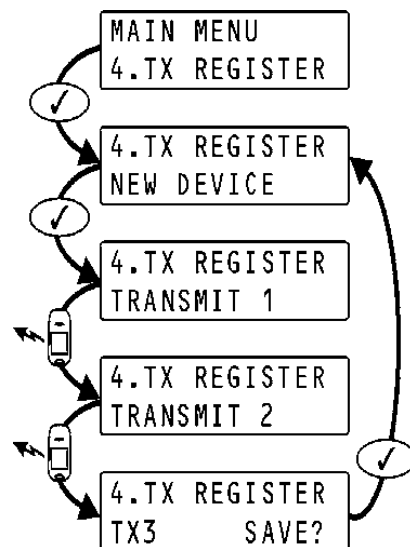 MAIN MENU
4.TX REGISTER
4.TX REGISTER
NEW DEVICE
4.TX REGISTER
TRANSMIT 1
4.TX REGISTER
TRANSMIT 2
4.TX REGISTER
TX3 SAVE?